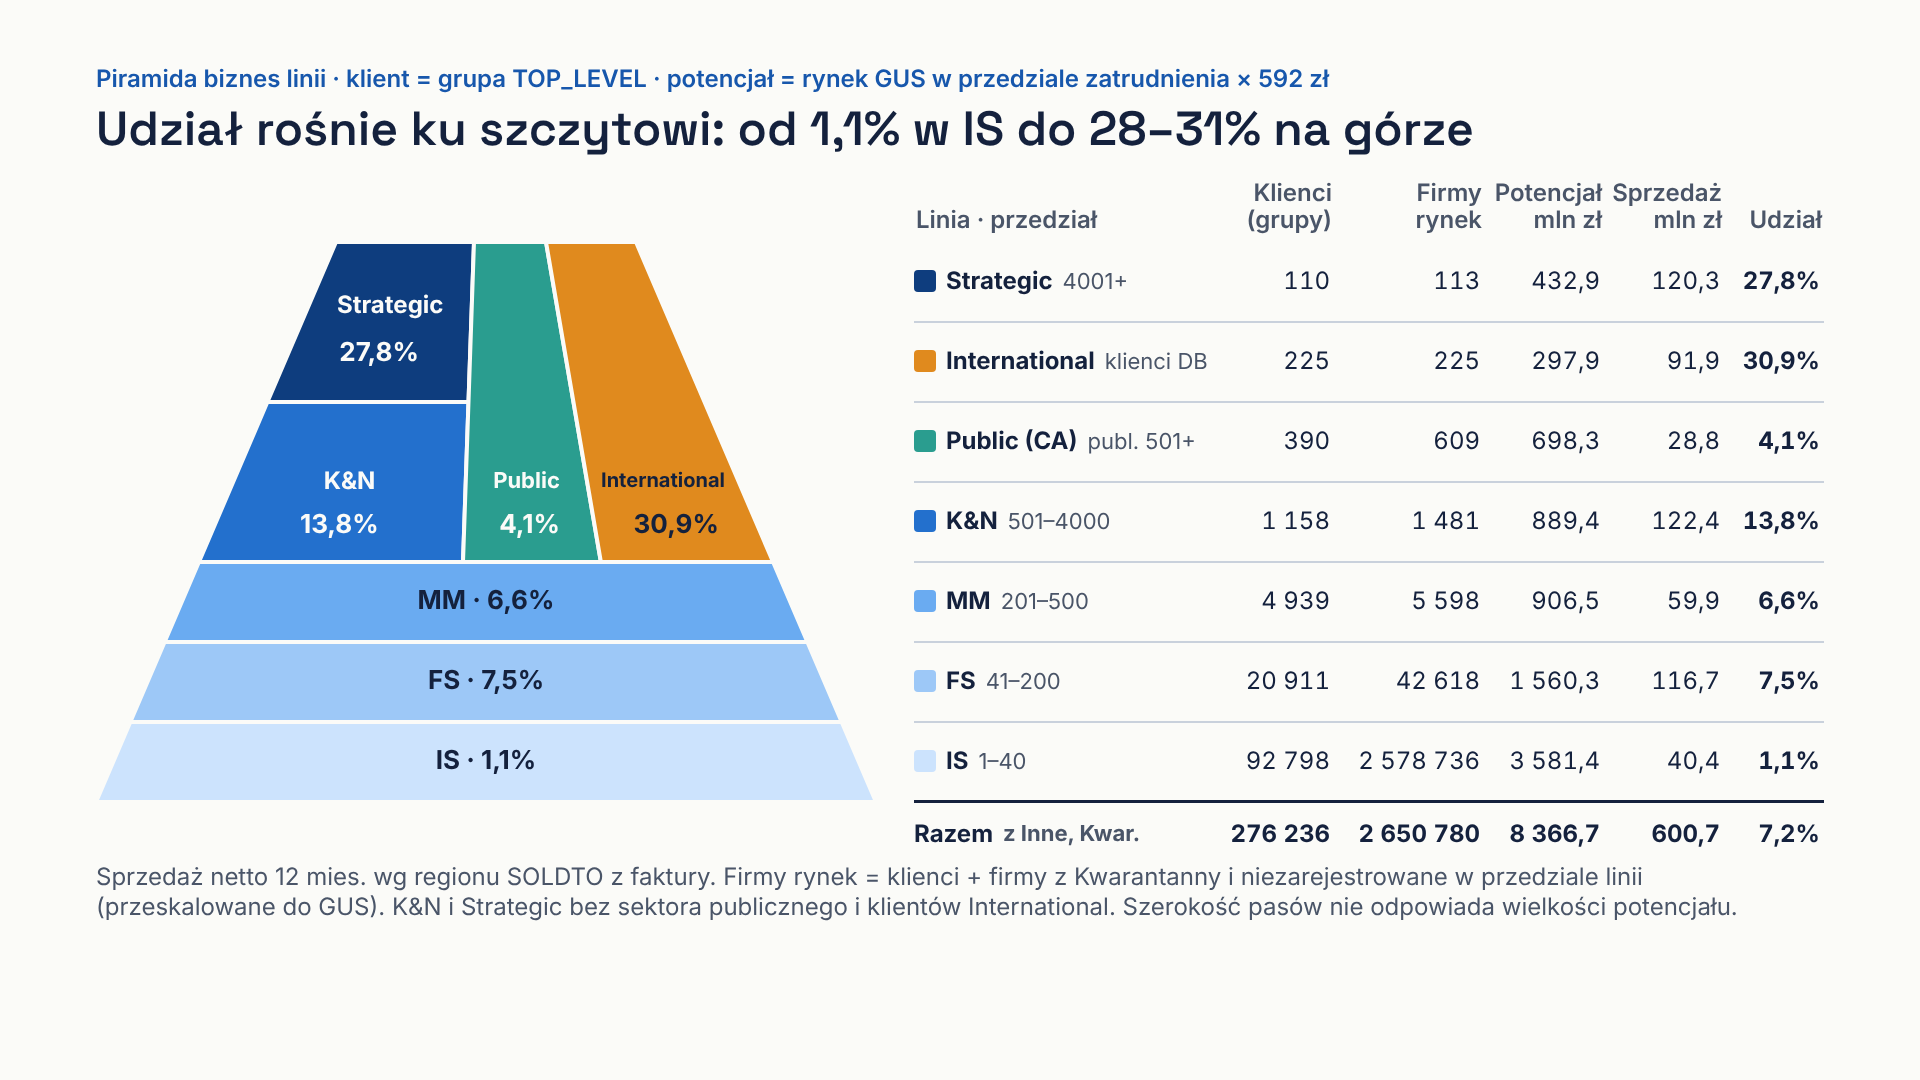 Piramida biznes linii · klient = grupa TOP_LEVEL · potencjał = rynek GUS w przedziale zatrudnienia × 592 zł
Udział rośnie ku szczytowi: od 1,1% w IS do 28–31% na górze
Strategic
27,8%
K&N
13,8%
Public
4,1%
International
30,9%
MM · 6,6%
FS · 7,5%
IS · 1,1%
Linia · przedział Klienci (grupy) Firmy rynek Potencjał mln zł Sprzedaż mln zł Udział
Strategic 4001+ 110 113 432,9 120,3 27,8%
International klienci DB 225 225 297,9 91,9 30,9%
Public (CA) publ. 501+ 390 609 698,3 28,8 4,1%
K&N 501–4000 1 158 1 481 889,4 122,4 13,8%
MM 201–500 4 939 5 598 906,5 59,9 6,6%
FS 41–200 20 911 42 618 1 560,3 116,7 7,5%
IS 1–40 92 798 2 578 736 3 581,4 40,4 1,1%
Razem z Inne, Kwar. 276 236 2 650 780 8 366,7 600,7 7,2%
Sprzedaż netto 12 mies. wg regionu SOLDTO z faktury. Firmy rynek = klienci + firmy z Kwarantanny i niezarejestrowane w przedziale linii
(przeskalowane do GUS). K&N i Strategic bez sektora publicznego i klientów International. Szerokość pasów nie odpowiada wielkości potencjału.